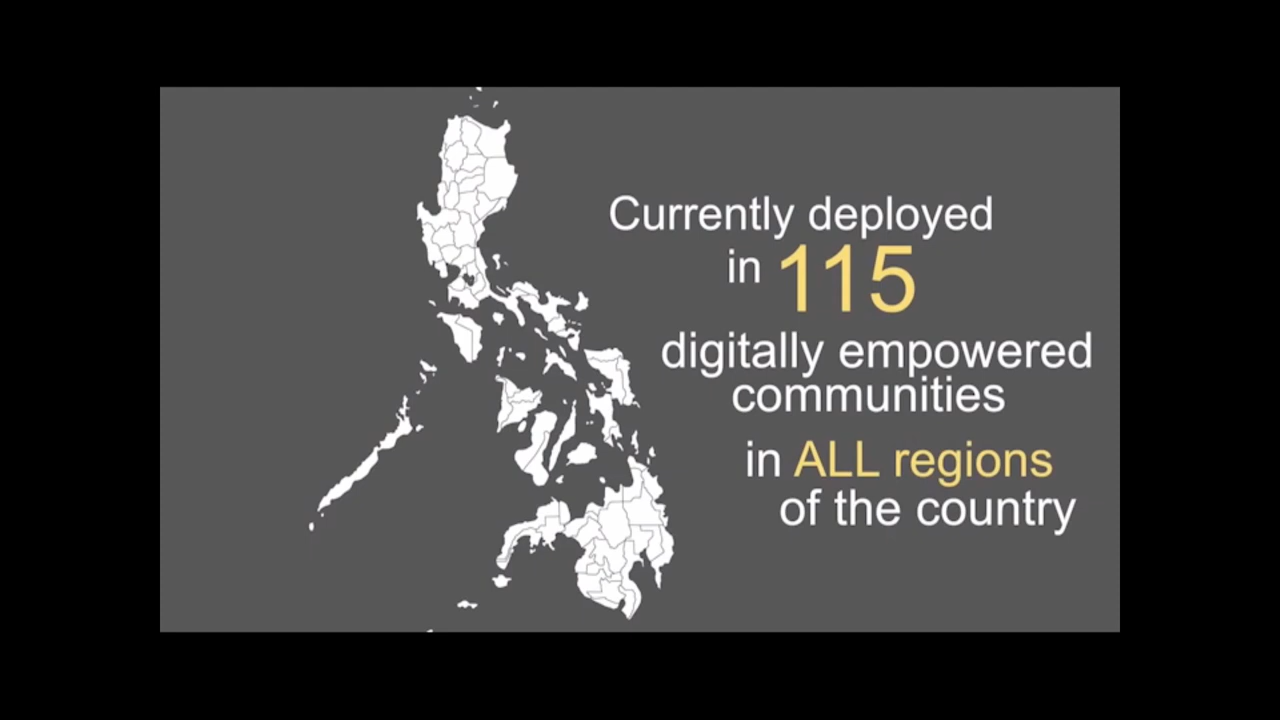 Currently deployed
in 115
digitally empowered
communities
in ALL regions
of the country